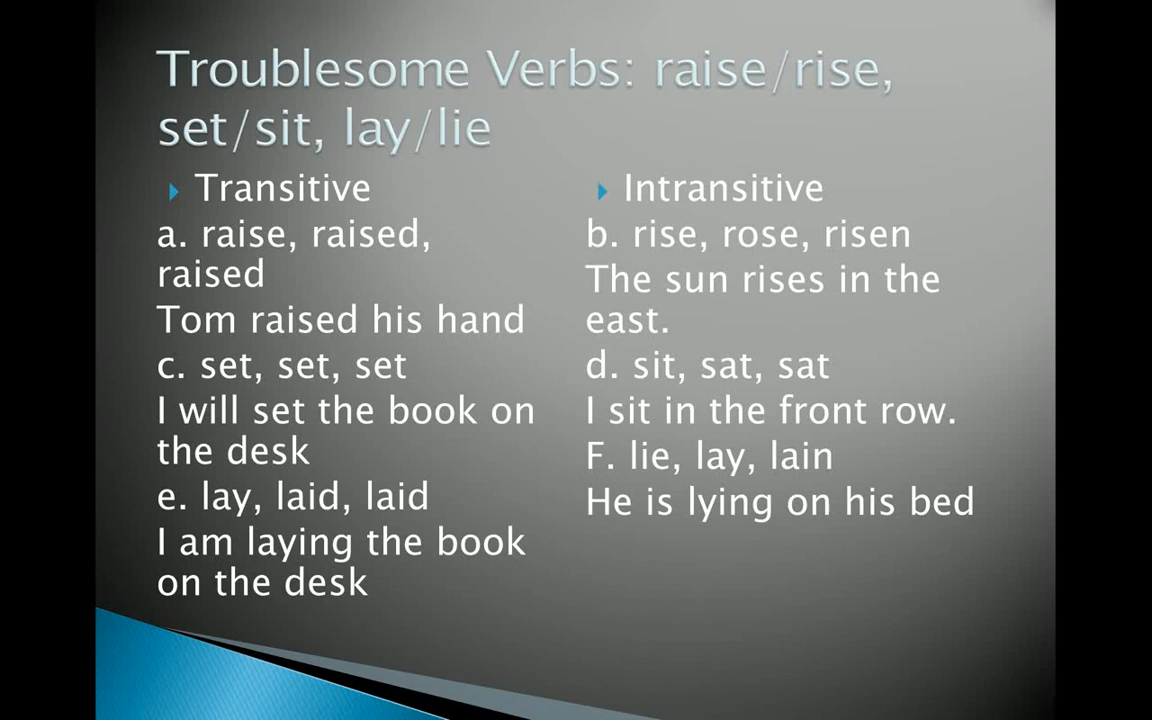 Troublesome Verbs: raise/rise,
set/sit, lay/lie
Transitive
a. raise, raised,
raised
Tom raised his hand
c. set, set, set
I will set the book on
the desk
e. lay, laid, laid
I am laying the book
on the desk
Intransitive
b. rise, rose, risen
The sun rises in the
east.
d. sit, sat, sat
I sit in the front row.
F. lie, lay, lain
He is lying on his bed